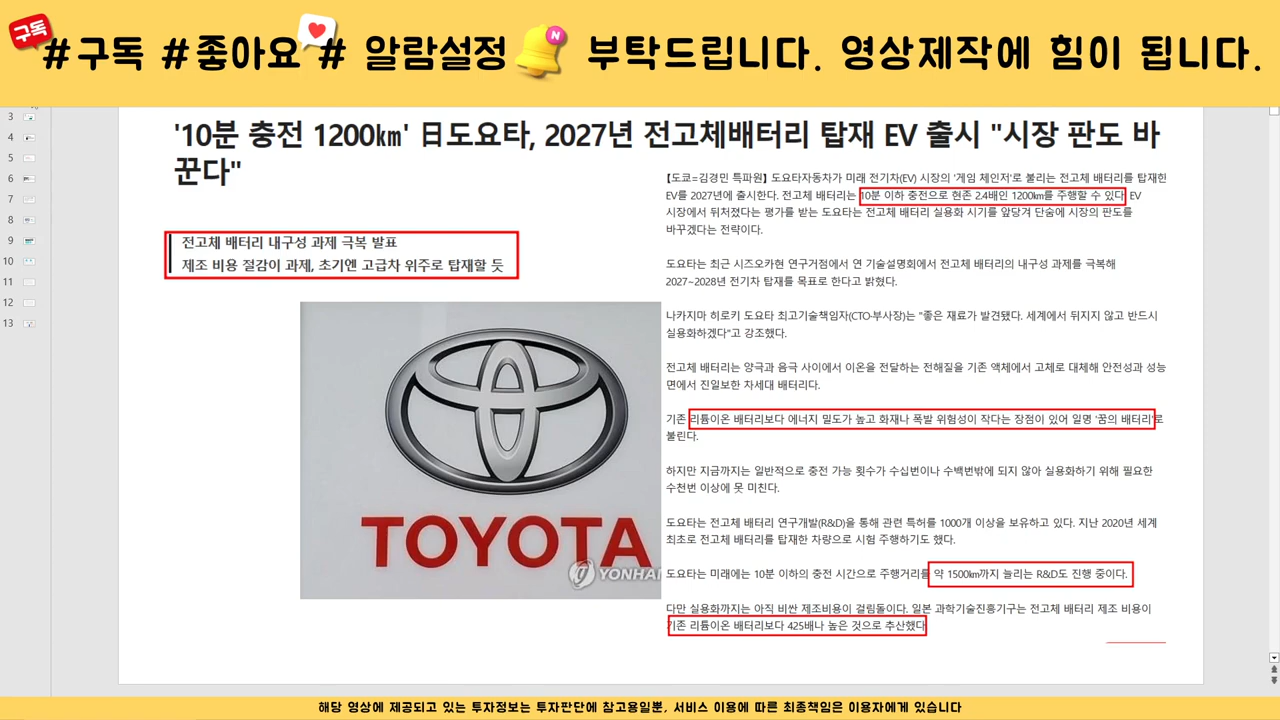 구독
#구독 #좋아요 # 알람설정 N 부탁드립니다. 영상제작에 힘이 됩니다.
3
4
5
6
7
8
9
10
11
12
13
'10분 충전 1200㎞' 日도요타, 2027년 전고체배터리 탑재 EV 출시 "시장 판도 바
꾼다"
전고체 배터리 내구성 과제 극복 발표
제조 비용 절감이 과제, 초기엔 고급차 위주로 탑재할 듯
TOYOTA
YONHA
【도쿄=김경민 특파원】 도요타자동차가 미래 전기차(EV) 시장의 '게임 체인저'로 불리는 전고체 배터리를 탑재한
EV를 2027년에 출시한다. 전고체 배터리는 10분 이하 충전으로 현존 2.4배인 1200㎞를 주행할 수 있다. EV
시장에서 뒤처졌다는 평가를 받는 도요타는 전고체 배터리 실용화 시기를 앞당겨 단숨에 시장의 판도를
바꾸겠다는 전략이다.
도요타는 최근 시즈오카현 연구거점에서 연 기술설명회에서 전고체 배터리의 내구성 과제를 극복해
2027~2028년 전기차 탑재를 목표로 한다고 밝혔다.
나카지마 히로키 도요타 최고기술책임자(CTO·부사장)는 "좋은 재료가 발견됐다. 세계에서 뒤지지 않고 반드시
실용화하겠다"고 강조했다.
전고체 배터리는 양극과 음극 사이에서 이온을 전달하는 전해질을 기존 액체에서 고체로 대체해 안전성과 성능
면에서 진일보한 차세대 배터리다.
기존 리튬이온 배터리보다 에너지 밀도가 높고 화재나 폭발 위험성이 작다는 장점이 있어 일명 '꿈의 배터리'로
불린다.
하지만 지금까지는 일반적으로 충전 가능 횟수가 수십번이나 수백번밖에 되지 않아 실용화하기 위해 필요한
수천번 이상에 못 미친다.
도요타는 전고체 배터리 연구개발(R&D)을 통해 관련 특허를 1000개 이상을 보유하고 있다. 지난 2020년 세계
최초로 전고체 배터리를 탑재한 차량으로 시험 주행하기도 했다.
도요타는 미래에는 10분 이하의 충전 시간으로 주행거리를 약 1500㎞까지 늘리는 R&D도 진행 중이다.
다만 실용화까지는 아직 비싼 제조비용이 걸림돌이다. 일본 과학기술진흥기구는 전고체 배터리 제조 비용이
기존 리튬이온 배터리보다 425배나 높은 것으로 추산했다
해당 영상에 제공되고 있는 투자정보는 투자판단에 참고용일뿐, 서비스 이용에 따른 최종책임은 이용자에게 있습니다